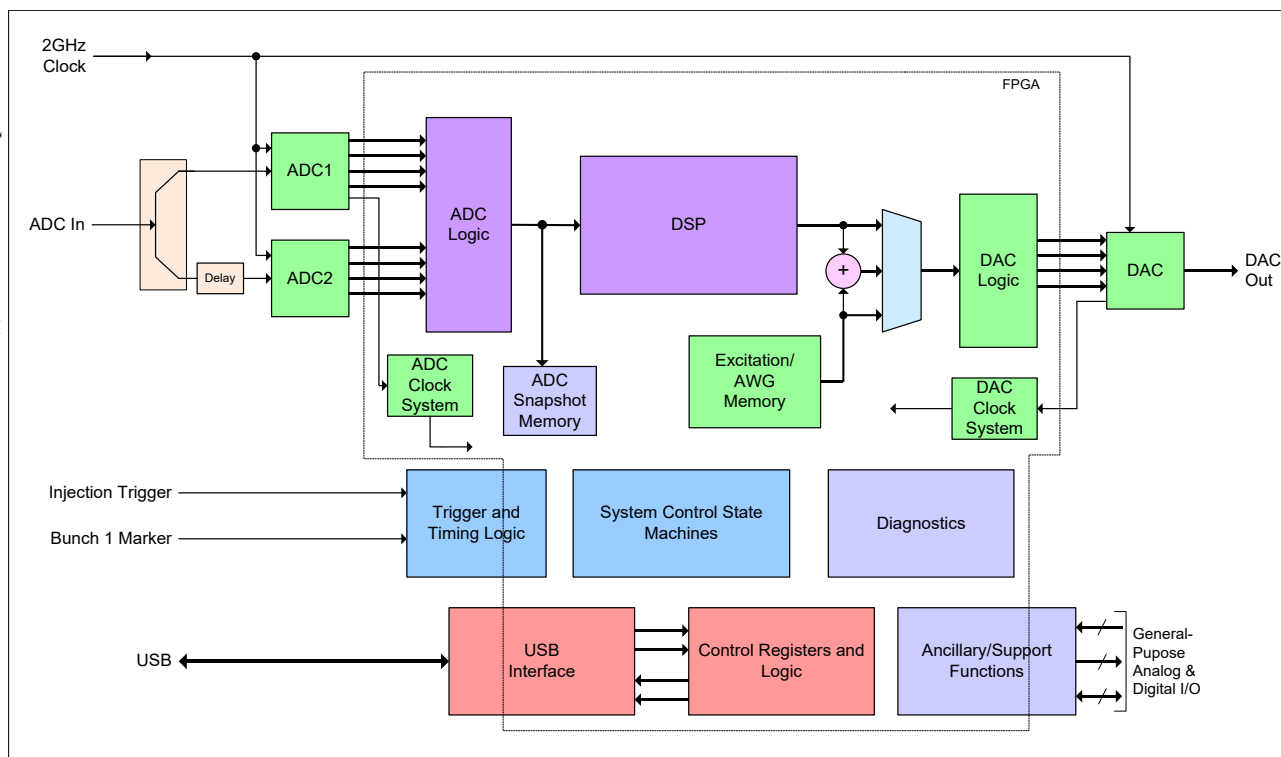 2GHz
Clock
FPGA
ADC In
Delay
ADC1
ADC2
ADC
Logic
DSP
+
DAC
Logic
DAC
DAC
Out
ADC
Clock
System
ADC
Snapshot
Memory
Excitation/
AWG
Memory
DAC
Clock
System
Injection Trigger
Bunch 1 Marker
Trigger and
Timing Logic
System Control State
Machines
Diagnostics
USB
USB
Interface
Control Registers and
Logic
Ancillary/Support
Functions
General-
Pupose
Analog &
Digital I/O